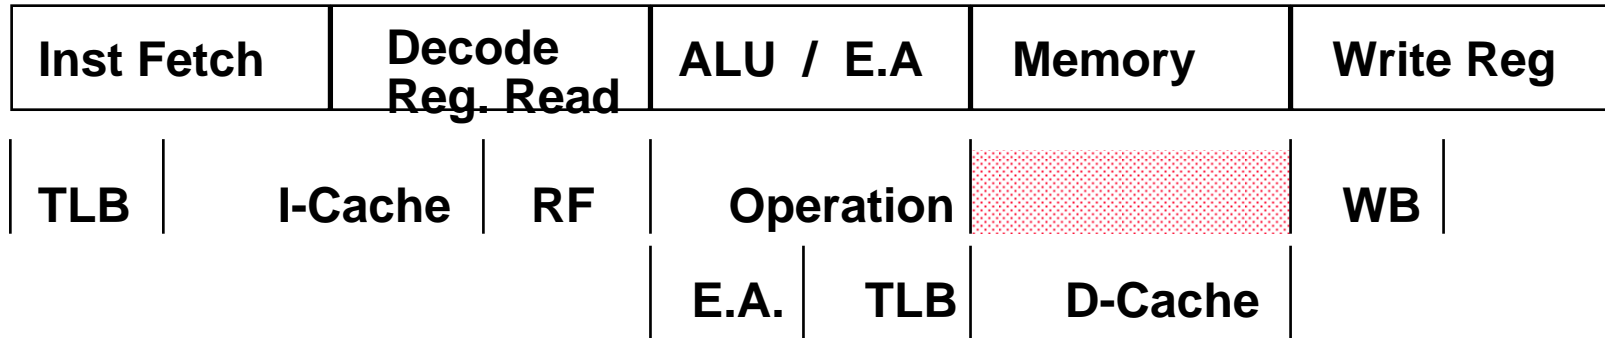 Inst Fetch
Decode
Reg. Read
ALU / E.A
Memory
Write Reg
TLB
I-Cache
RF
Operation
WB
E.A.
TLB
D-Cache